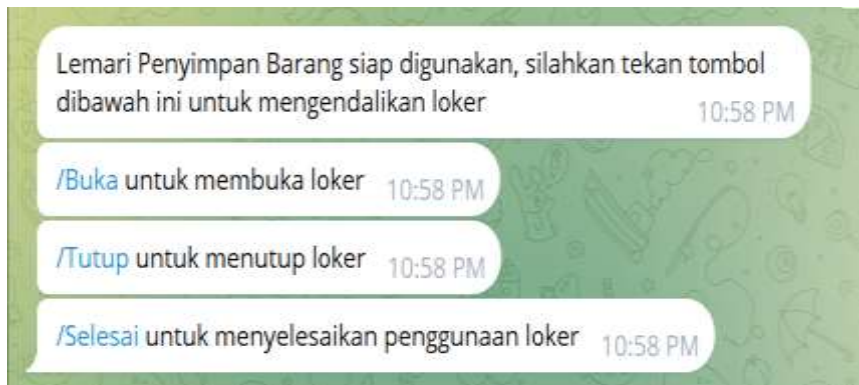 Lemari Penyimpan Barang siap digunakan, silahkan tekan tombol
dibawah ini untuk mengendalikan loker 10:58 PM
/Buka untuk membuka loker 10:58 PM
/Tutup untuk menutup loker 10:58 PM
/Selesai untuk menyelesaikan penggunaan loker 10:58 PM